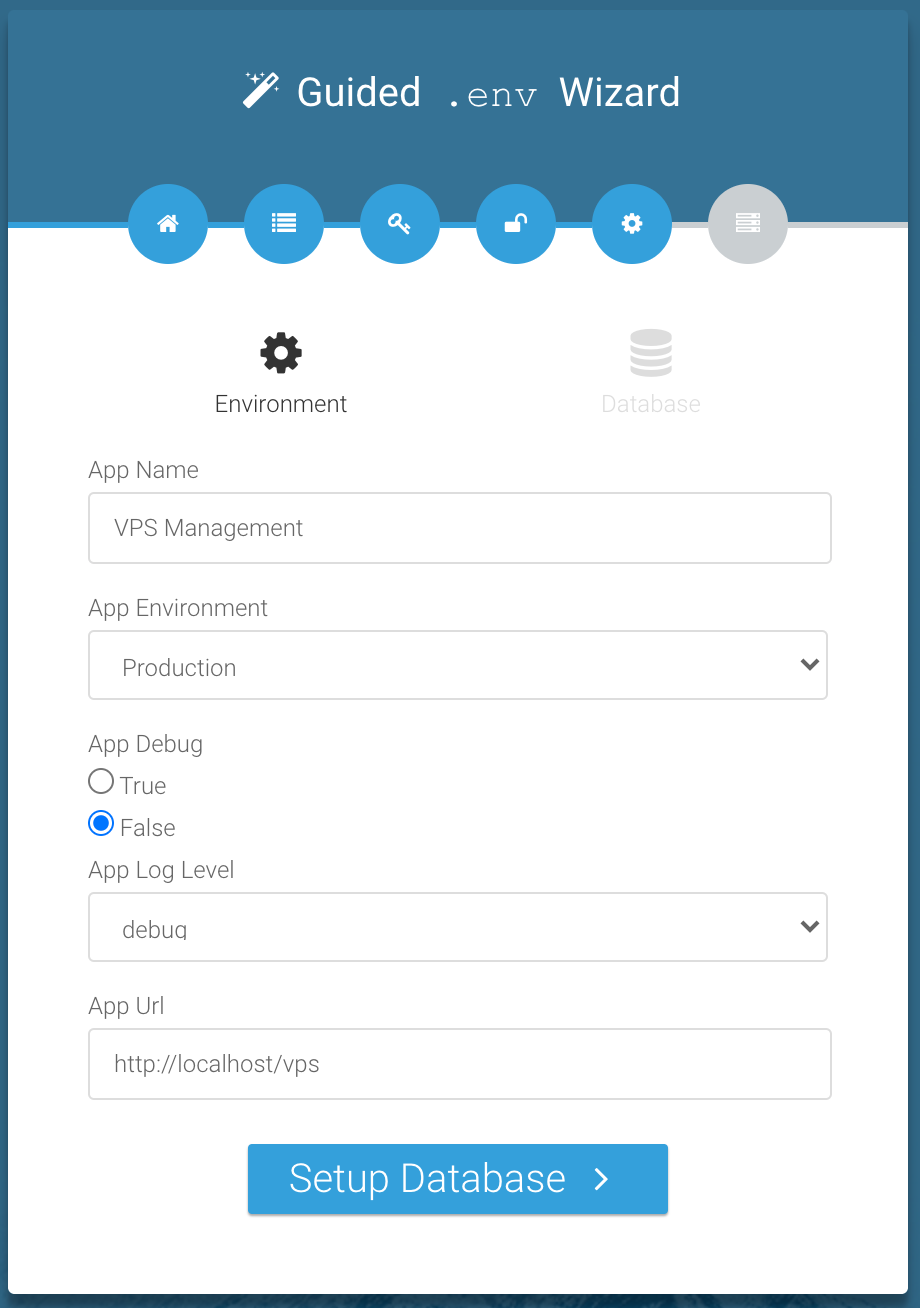 Guided .env Wizard
Environment
Database
App Name
VPS Management
App Environment
Production
App Debug
True
False
App Log Level
debug
App Url
http://localhost/vps
Setup Database